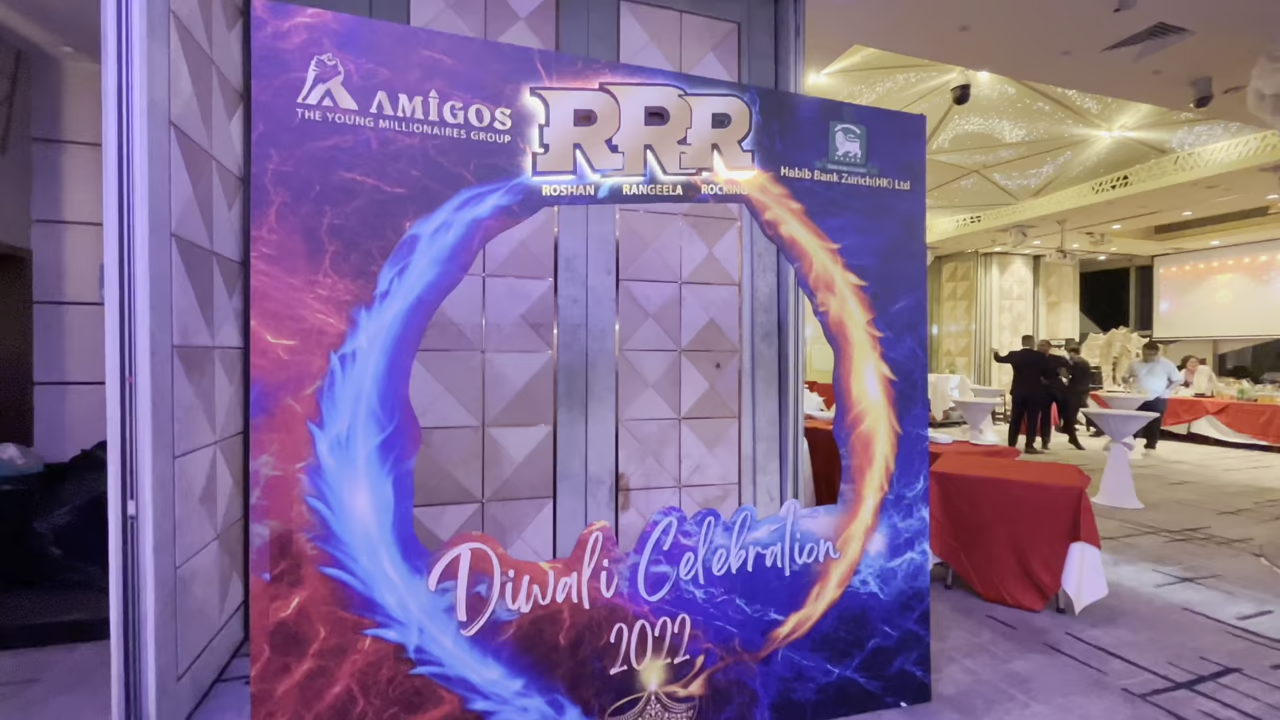 AMIGOS
THE YOUNG MILLIONAIRES GROUP
RRR
ROSHAN RANGEELA ROCKING
Habib Bank Zurich(HK) Ltd
Diwali Celebration
2022